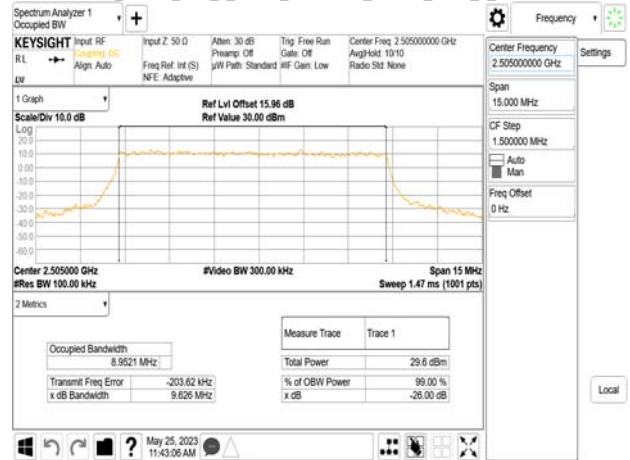 Spectrum Analyzer 1
Occupied BW
Frequency
KEYSIGHT
Input: RF
Coupling: DC
Align: Auto
RL
LV
Input Z: 50 Ω
Freq Ref: Int (S)
NFE: Adaptive
Atten: 30 dB
Preamp: Off
µW Path: Standard
Trig: Free Run
Gate: Off
#IF Gain: Low
Center Freq: 2.505000000 GHz
Avg|Hold: 10/10
Radio Std: None
Center Frequency
2.505000000 GHz
Settings
Span
15.000 MHz
CF Step
1.500000 MHz
Auto
Man
Freq Offset
0 Hz
Local
1 Graph
Scale/Div 10.0 dB
Ref Lvl Offset 15.96 dB
Ref Value 30.00 dBm
Log
20.0
10.0
0.00
-10.0
-20.0
-30.0
-40.0
-50.0
-60.0
Center 2.505000 GHz
#Res BW 100.00 kHz
#Video BW 300.00 kHz
Span 15 MHz
Sweep 1.47 ms (1001 pts)
2 Metrics
Measure Trace Trace 1
Occupied Bandwidth
8.9521 MHz
Total Power 29.6 dBm
Transmit Freq Error -203.62 kHz
% of OBW Power 99.00 %
x dB Bandwidth 9.626 MHz
x dB -26.00 dB
May 25, 2023
11:43:06 AM